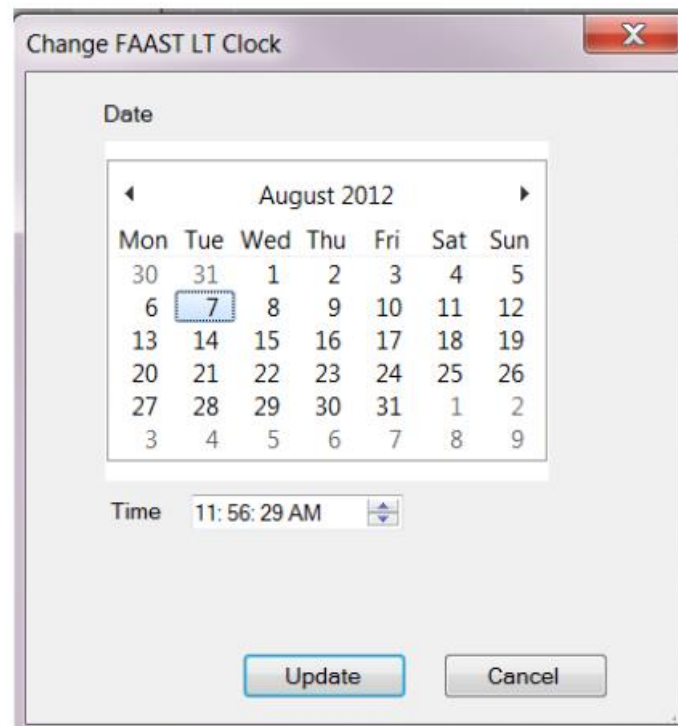 Change FAAST LT Clock
X
Date
August 2012
Mon Tue Wed Thu Fri Sat Sun
30 31 1 2 3 4 5
6 7 8 9 10 11 12
13 14 15 16 17 18 19
20 21 22 23 24 25 26
27 28 29 30 31 1 2
3 4 5 6 7 8 9
Time 11: 56: 29 AM
Update Cancel